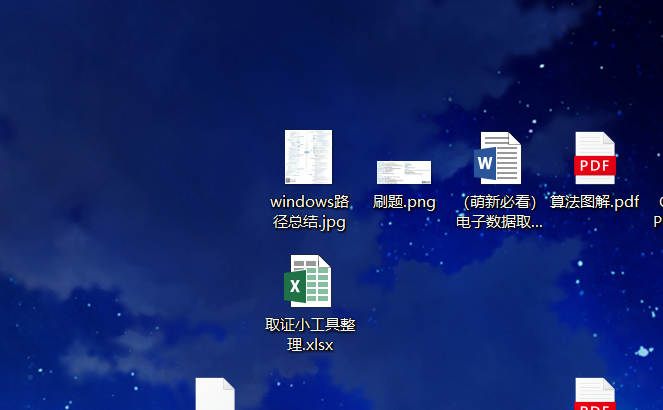 windows路
径总结.jpg
刷题.png
（萌新必看）
电子数据取...
算法图解.pdf
W
PDF
X
取证小工具整
理.xlsx
PDF